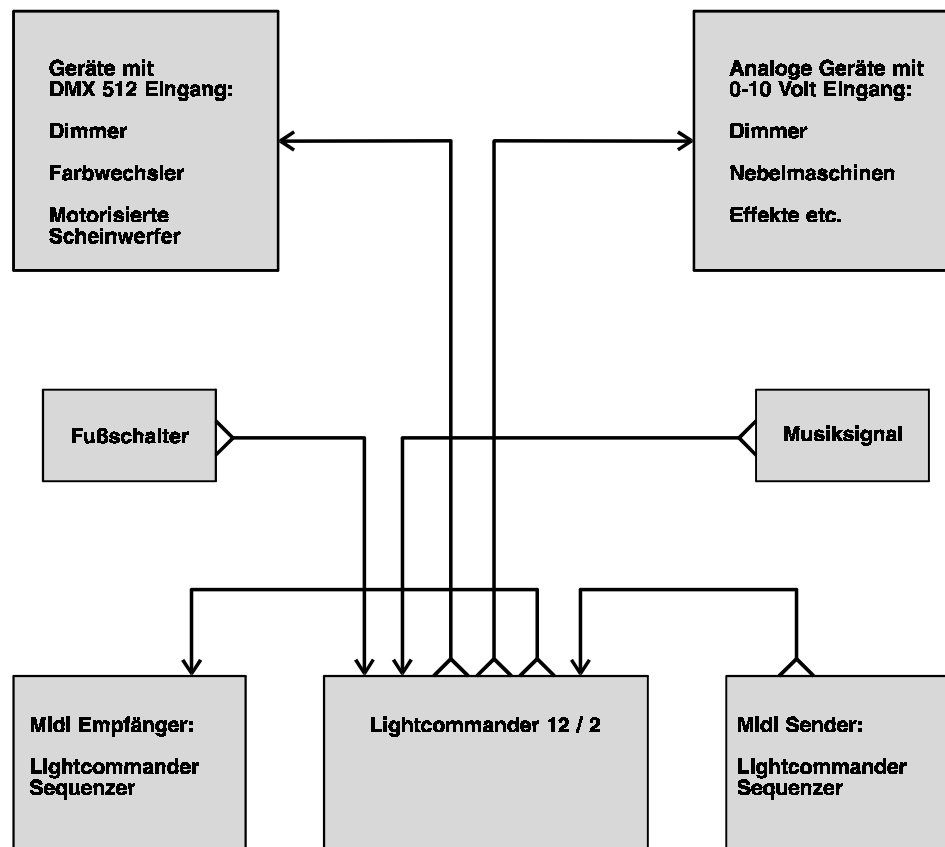 Geräte mit
DMX 512 Eingang:
Dimmer
Farbwechsler
Motorisierte
Scheinwerfer
Analoge Geräte mit
0-10 Volt Eingang:
Dimmer
Nebelmaschinen
Effekte etc.
Fußschalter
Musiksignal
Midi Empfänger:
Lightcommander
Sequenzer
Lightcommander 12 / 2
Midi Sender:
Lightcommander
Sequenzer